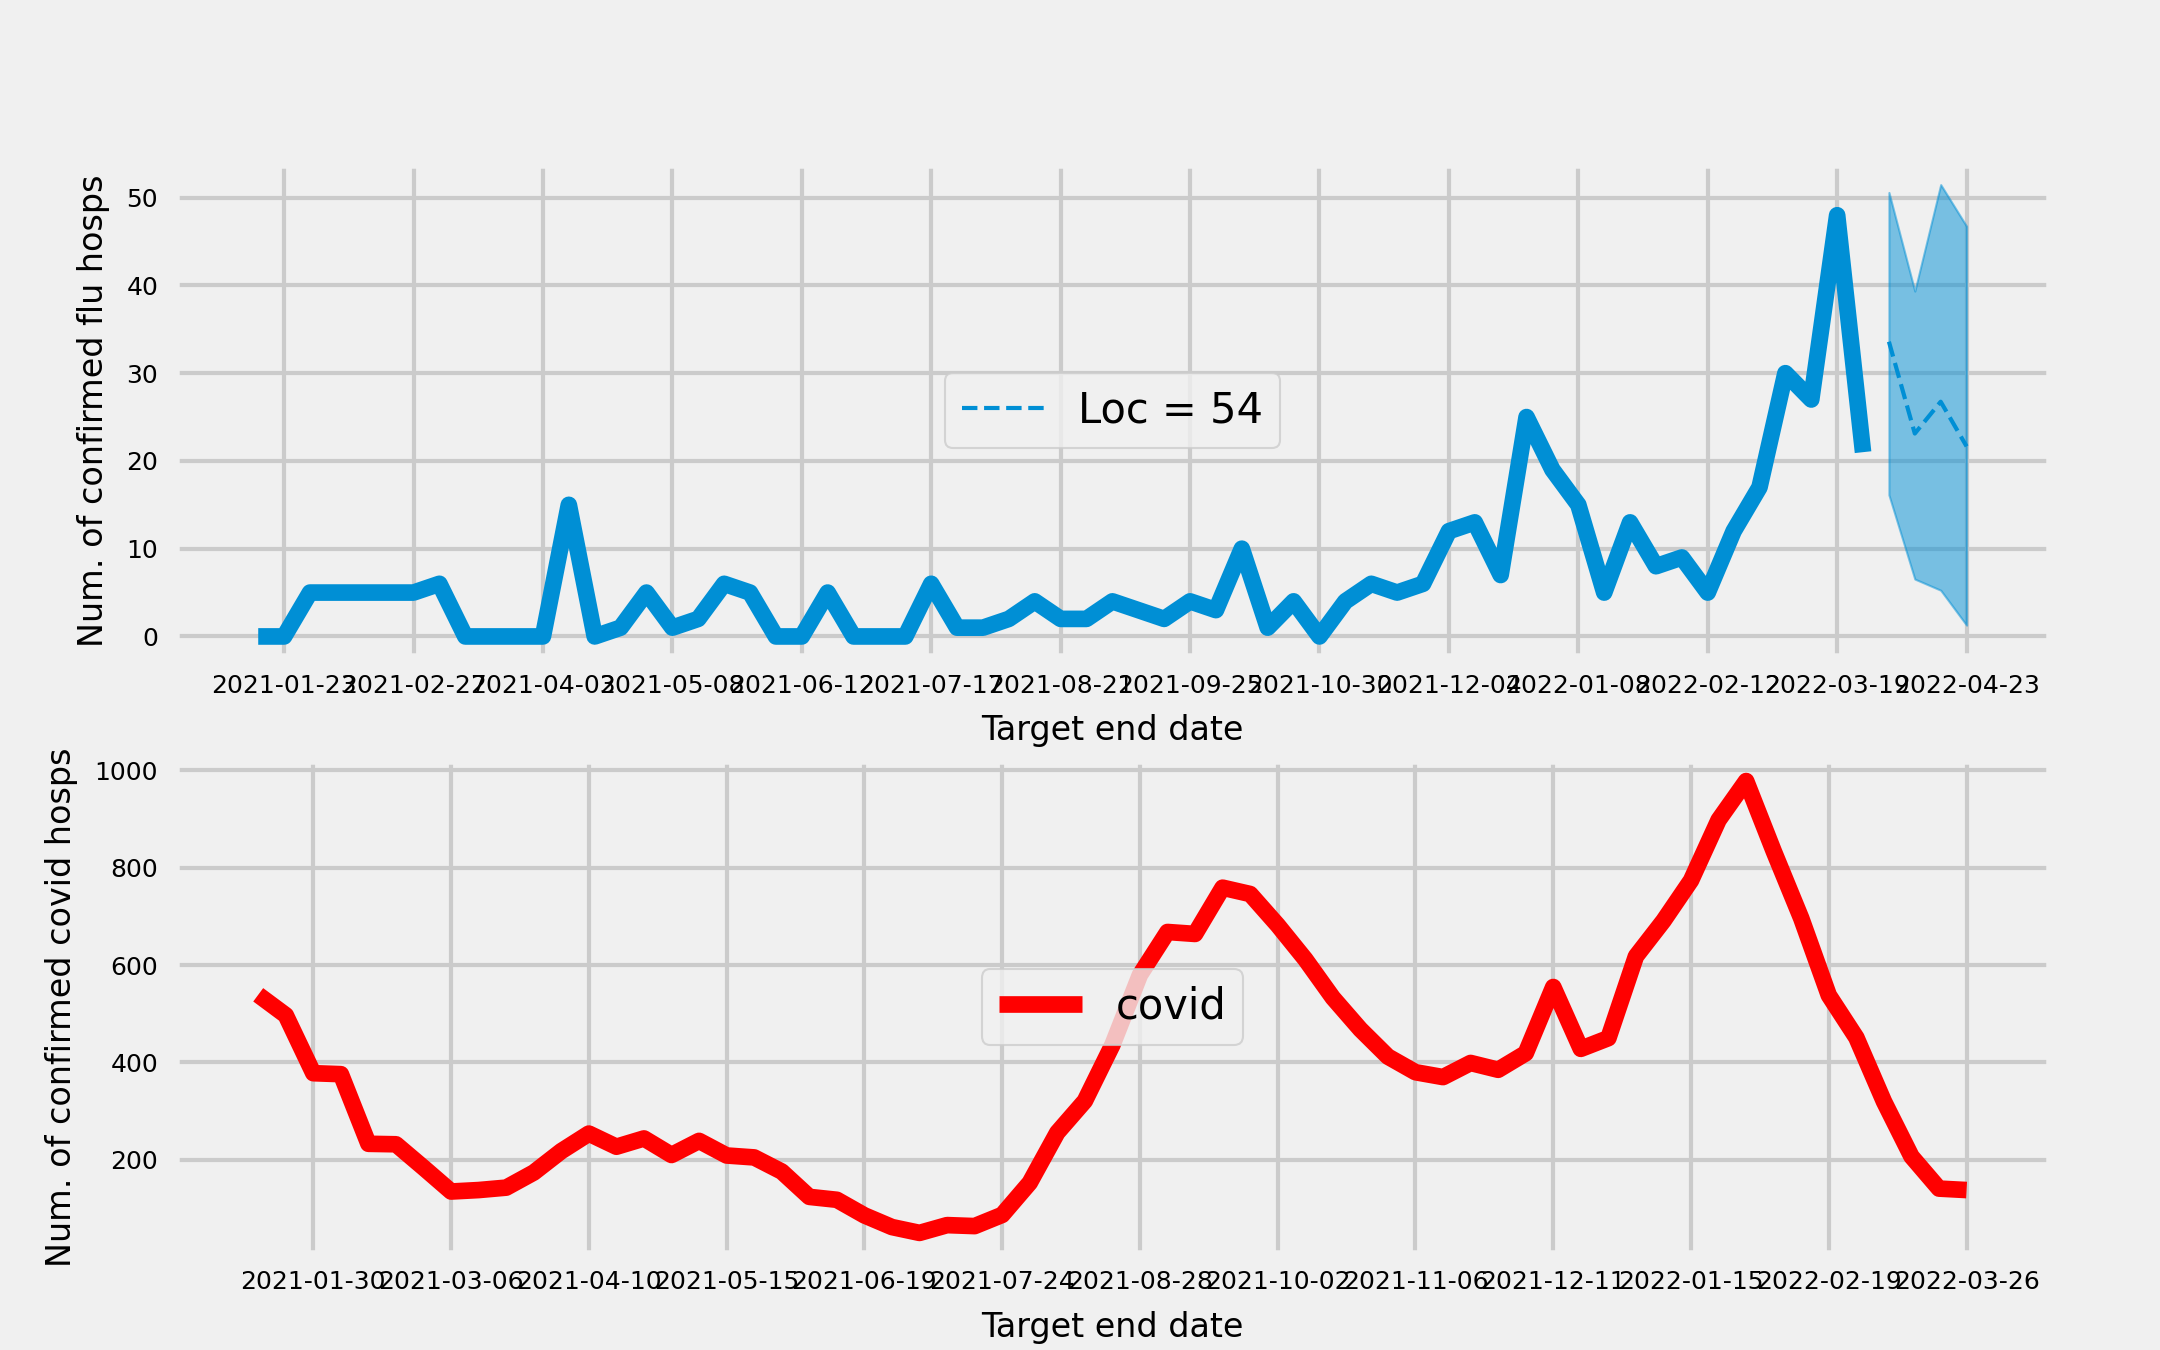 Num. of confirmed flu hosps
50
40
30
20
10
0
Loc = 54
2021-01-23 2021-02-27 2021-04-03 2021-05-08 2021-06-12 2021-07-17 2021-08-21 2021-09-25 2021-10-30 2021-12-04 2022-01-08 2022-02-12 2022-03-19 2022-04-23
Target end date
Num. of confirmed covid hosps
1000
800
600
400
200
covid
2021-01-30 2021-03-06 2021-04-10 2021-05-15 2021-06-19 2021-07-24 2021-08-28 2021-10-02 2021-11-06 2021-12-11 2022-01-15 2022-02-19 2022-03-26
Target end date